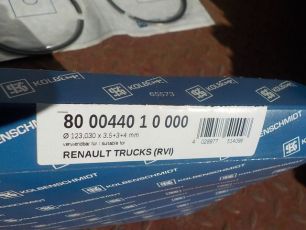 KOLBENSCHMIDT
65573
80 00440 1 0 000
Ø 123,030 x 3.5+3+4 mm
verwendbar für / suitable for
RENAULT TRUCKS (RVI)
KOLBENSCHMIDT
KOLBENSCHMIDT